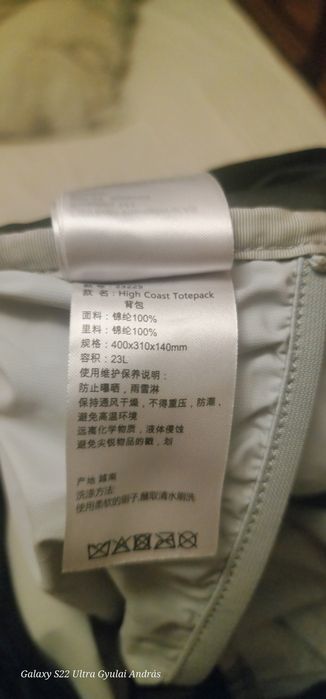 款名：High Coast Totepack
背包
面料：锦纶100%
里料：锦纶100%
规格：400x310x140mm
容积：23L
使用维护保养说明：
防止曝晒，雨雪淋
保持通风干燥，不得重压，防潮，
避免高温环境
远离化学物质，液体侵蚀
避免尖锐物品的戳，划
产地 越南
洗涤方法:
使用柔软的刷子,蘸取清水刷洗
Galaxy S22 Ultra Gyulai András